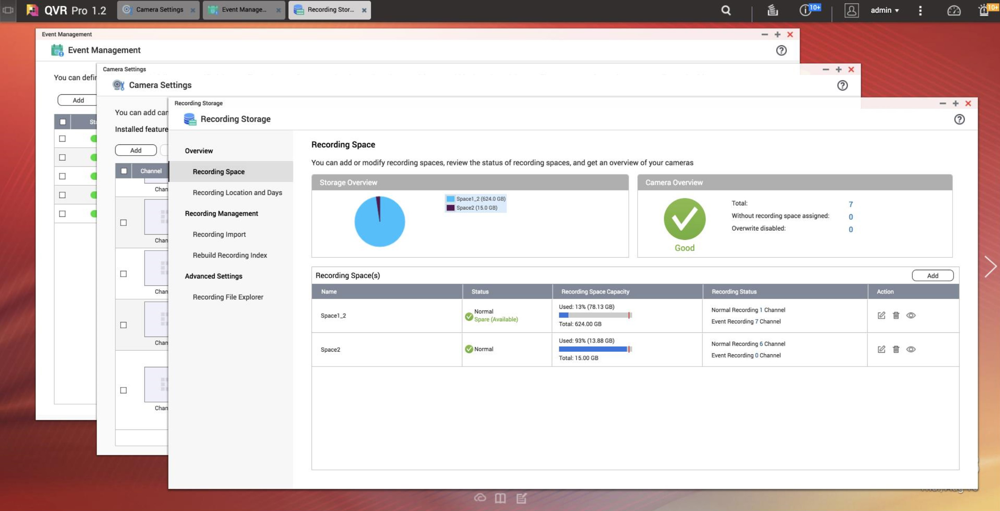 QVR Pro 1.2
Camera Settings
Event Manage...
Recording Stor...
10+
admin
10+
Event Management
Event Management
You can defin
Add
Camera Settings
Camera Settings
You can add car
Installed feature
Add
Channel
Chan
Chan
Chan
Chan
Chan
Recording Storage
Recording Storage
Overview
Recording Space
Recording Location and Days
Recording Management
Recording Import
Rebuild Recording Index
Advanced Settings
Recording File Explorer
Recording Space
You can add or modify recording spaces, review the status of recording spaces, and get an overview of your cameras
Storage Overview
Space1_2 (624.0 GB)
Space2 (15.0 GB)
Camera Overview
Good
Total: 7
Without recording space assigned: 0
Overwrite disabled: 0
Recording Space(s)
Add
Name Status Recording Space Capacity Recording Status Action
Space1_2
Normal
Spare (Available)
Used: 13% (78.13 GB)
Total: 624.00 GB
Normal Recording 1 Channel
Event Recording 7 Channel
Space2
Normal
Used: 93% (13.88 GB)
Total: 15.00 GB
Normal Recording 6 Channel
Event Recording 0 Channel